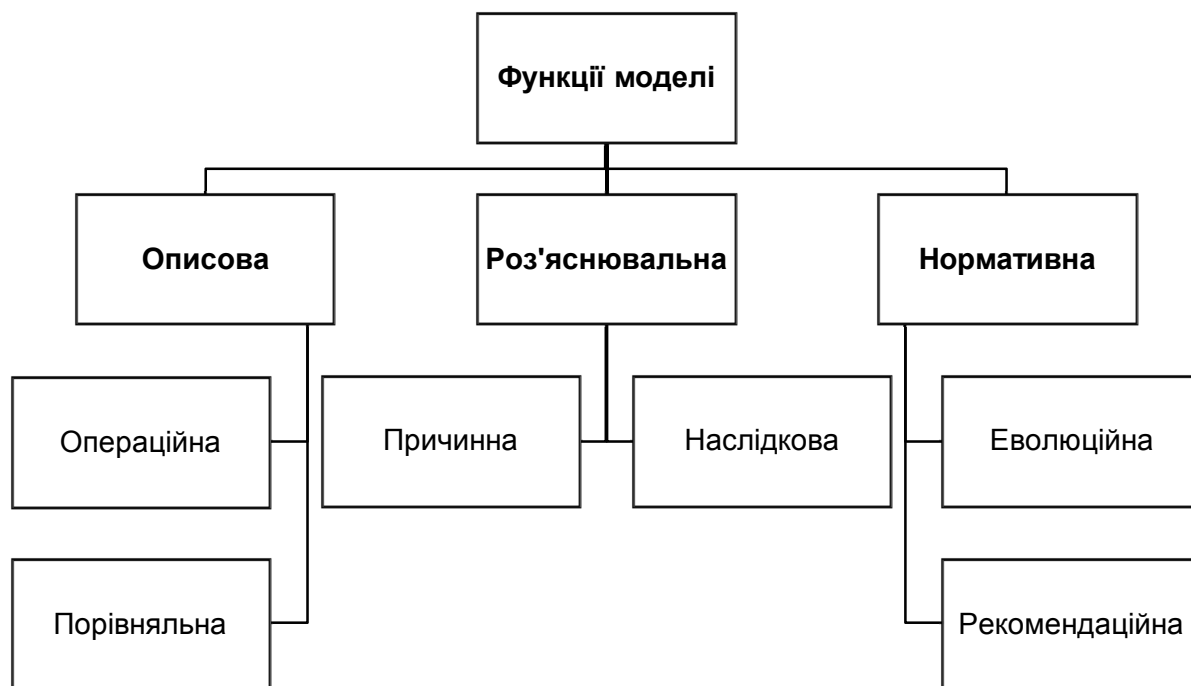 Функції моделі
Описова
Роз'яснювальна
Нормативна
Операційна
Причинна
Наслідкова
Еволюційна
Порівняльна
Рекомендаційна